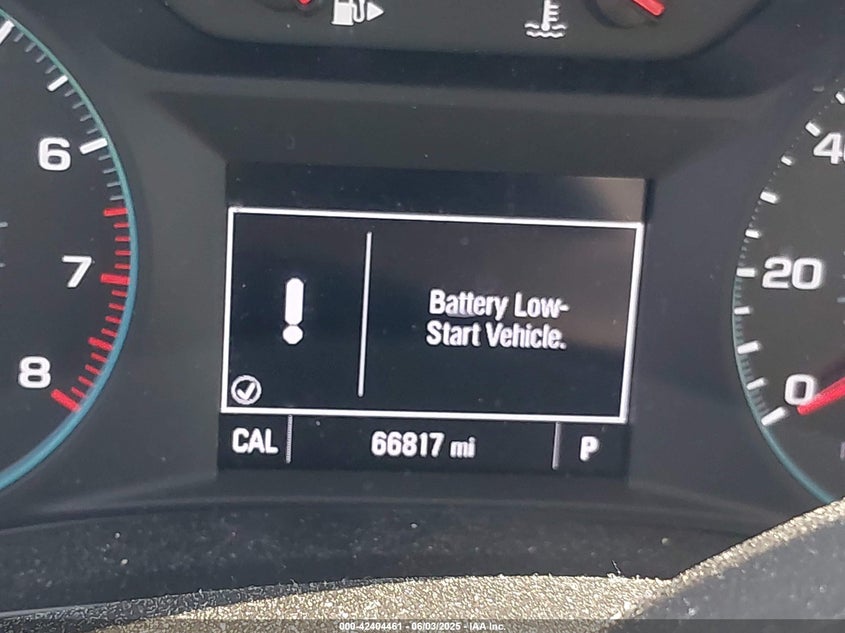 6
7
8
40
20
0
Battery Low-
Start Vehicle.
CAL 66817 mi P
000-42404461 - 06/03/2025 - IAA Inc.